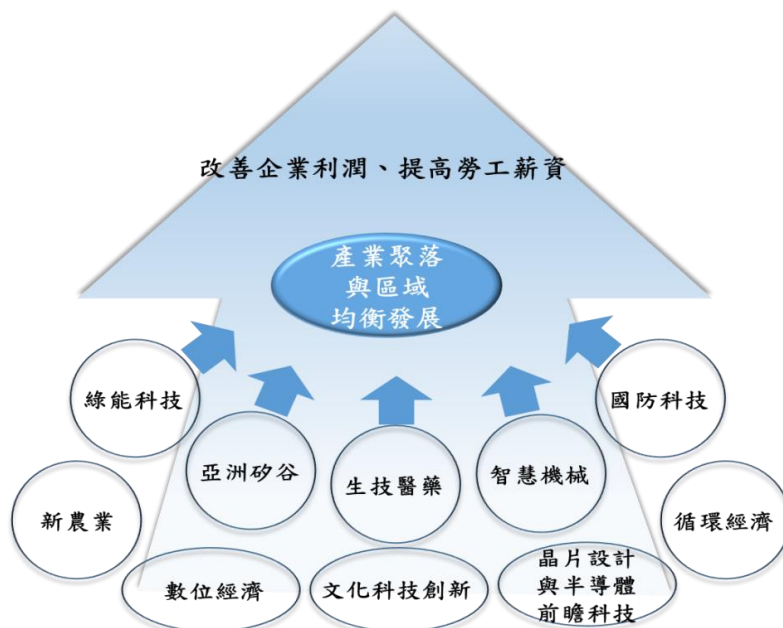 改善企業利潤、提高勞工薪資
產業聚落
與區域
均衡發展
綠能科技
國防科技
亞洲矽谷
生技醫藥
智慧機械
新農業
循環經濟
數位經濟
文化科技創新
晶片設計
與半導體
前瞻科技